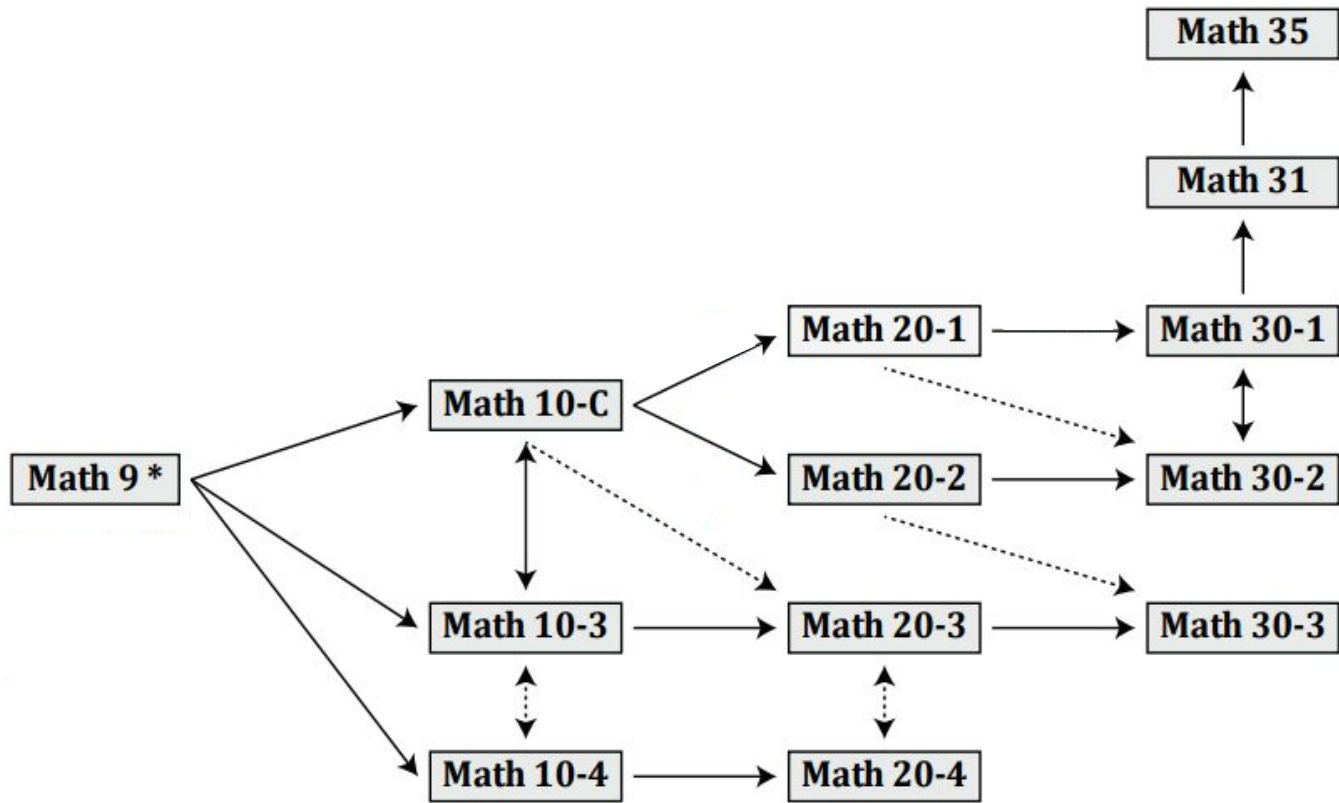 Math 35
Math 31
Math 20-1
Math 30-1
Math 10-C
Math 9 *
Math 20-2
Math 30-2
Math 10-3
Math 20-3
Math 30-3
Math 10-4
Math 20-4